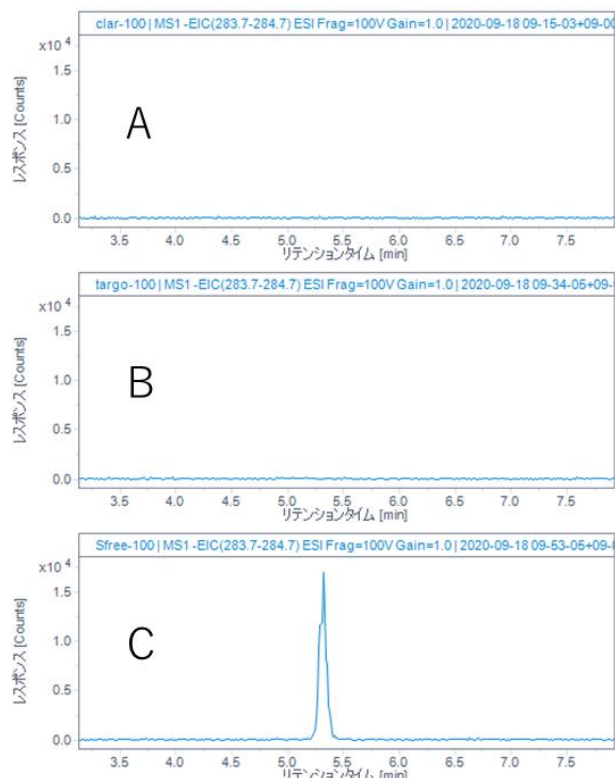 clar-100 | MS1 -EIC(283.7-284.7) ESI Frag=100V Gain=1.0 | 2020-09-18 09-15-03+09-00
x10⁴
1.5
1.0
0.5
0.0
レスポンス [Counts]
A
3.5 4.0 4.5 5.0 5.5 6.0 6.5 7.0 7.5
リテンションタイム [min]
targo-100 | MS1 -EIC(283.7-284.7) ESI Frag=100V Gain=1.0 | 2020-09-18 09-34-05+09-
x10⁴
1.5
1.0
0.5
0.0
レスポンス [Counts]
B
3.5 4.0 4.5 5.0 5.5 6.0 6.5 7.0 7.5
リテンションタイム [min]
Sfree-100 | MS1 -EIC(283.7-284.7) ESI Frag=100V Gain=1.0 | 2020-09-18 09-53-05+09-
x10⁴
1.5
1.0
0.5
0.0
レスポンス [Counts]
C
3.5 4.0 4.5 5.0 5.5 6.0 6.5 7.0 7.5
リテンションタイム [min]